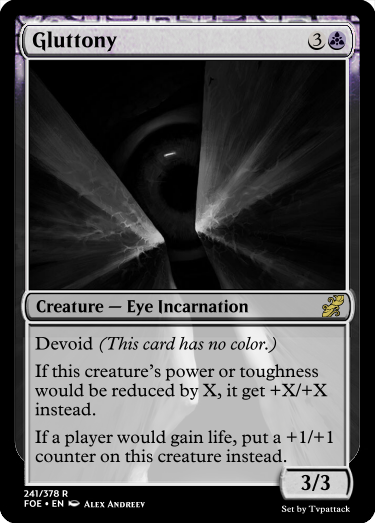 Gluttony 3
Creature — Eye Incarnation
Devoid (This card has no color.)
If this creature's power or toughness
would be reduced by X, it get +X/+X
instead.
If a player would gain life, put a +1/+1
counter on this creature instead.
3/3
241/378 R
FOE • EN Alex Andreev
Set by Tvpattack